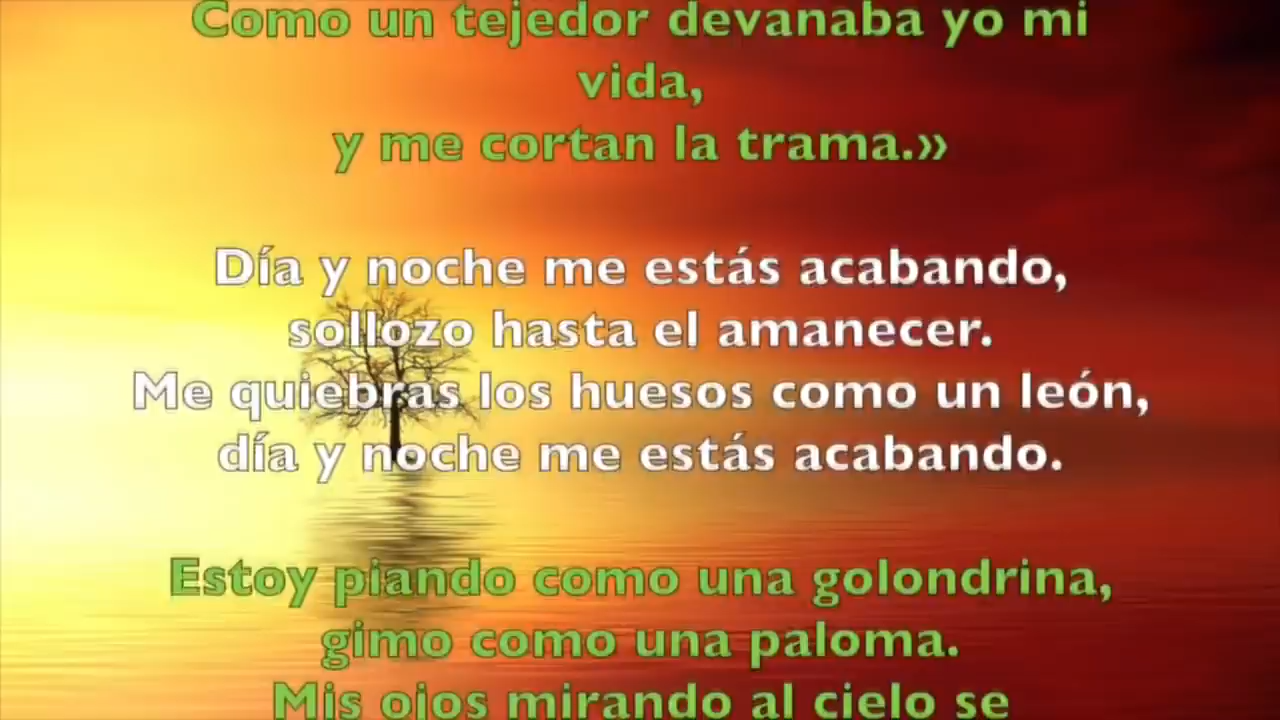 Como un tejedor devanaba yo mi
vida,
y me cortan la trama.»
Día y noche me estás acabando,
sollozo hasta el amanecer.
Me quiebras los huesos como un león,
día y noche me estás acabando.
Estoy piando como una golondrina,
gimo como una paloma.
Mis ojos mirando al cielo se